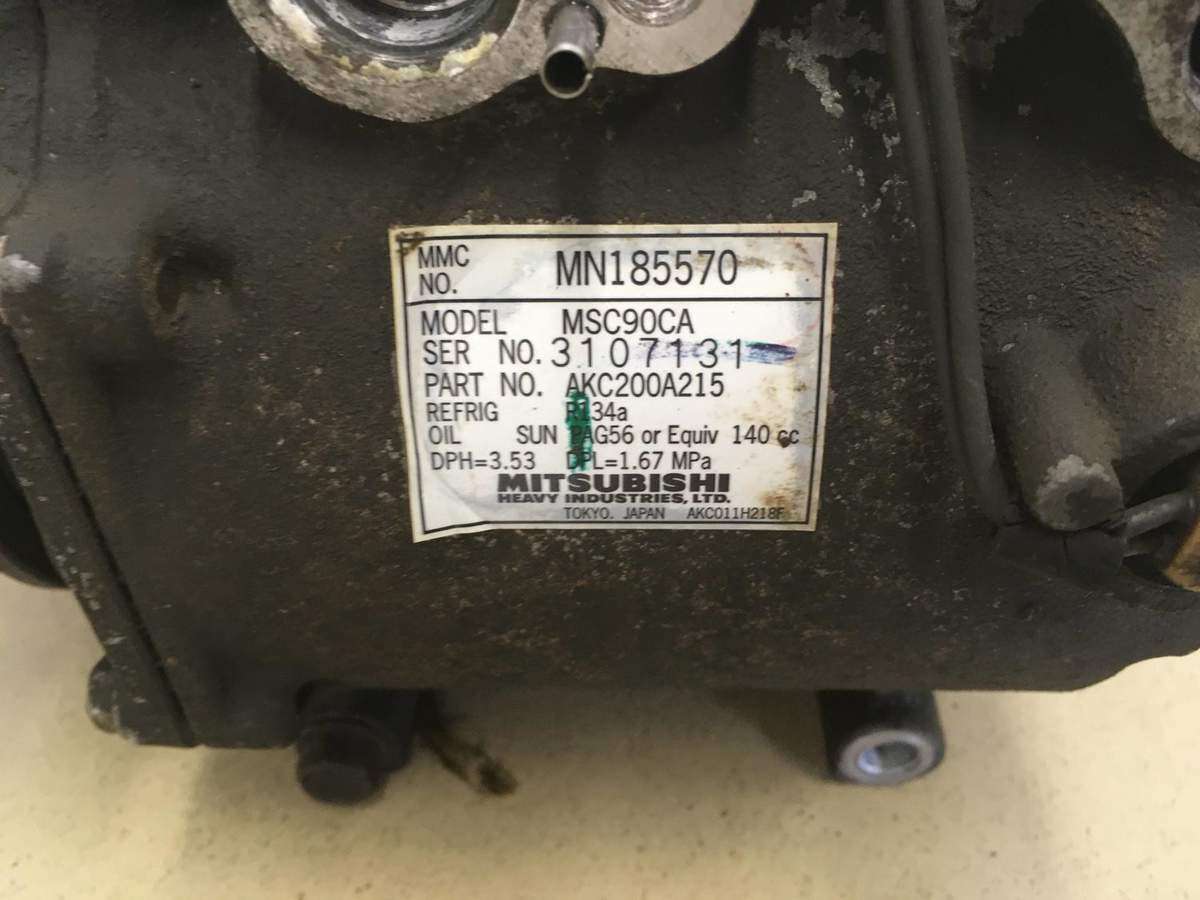 MMC NO. MN185570
MODEL MSC90CA
SER NO. 3107131
PART NO. AKC200A215
REFRIG R134a
OIL SUN PAG56 or Equiv 140 cc
DPH=3.53 DPL=1.67 MPa
MITSUBISHI
HEAVY INDUSTRIES, LTD.
TOKYO, JAPAN AKC011H218F